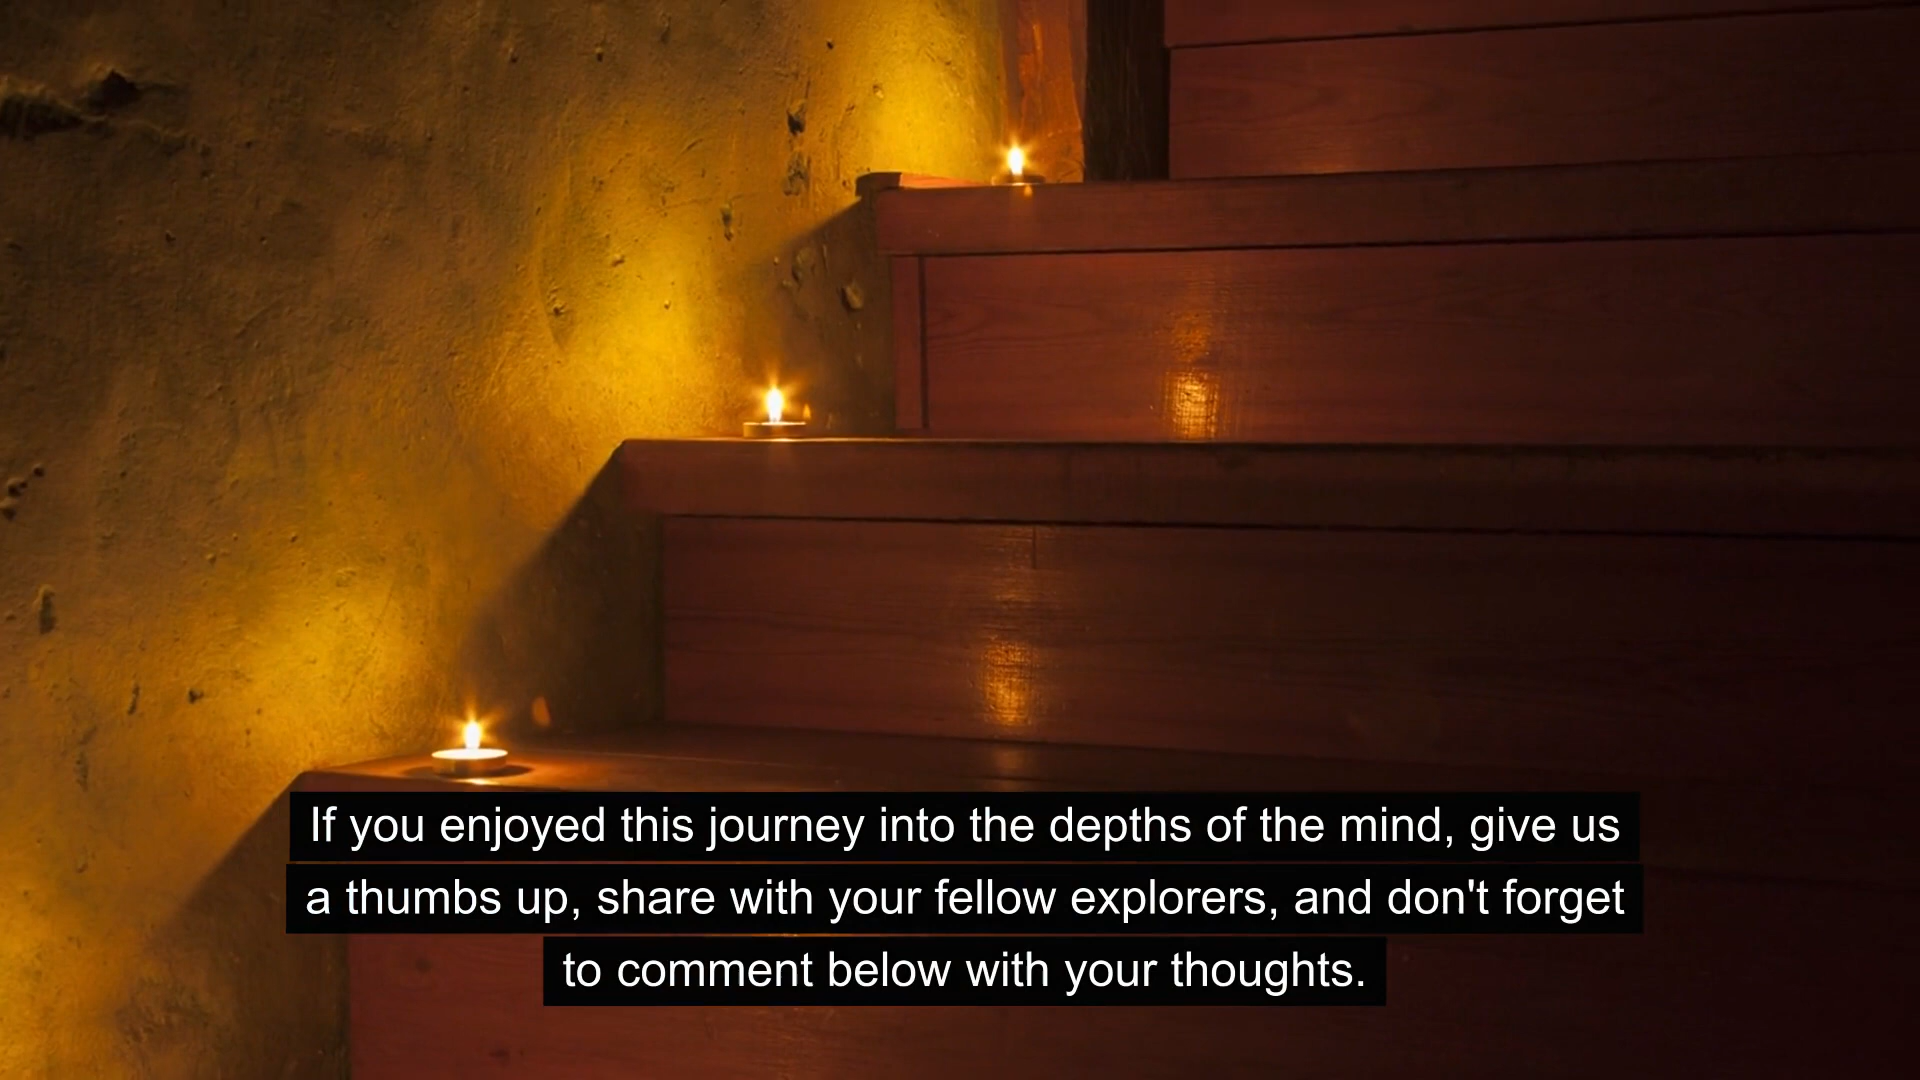 If you enjoyed this journey into the depths of the mind, give us
a thumbs up, share with your fellow explorers, and don't forget
to comment below with your thoughts.